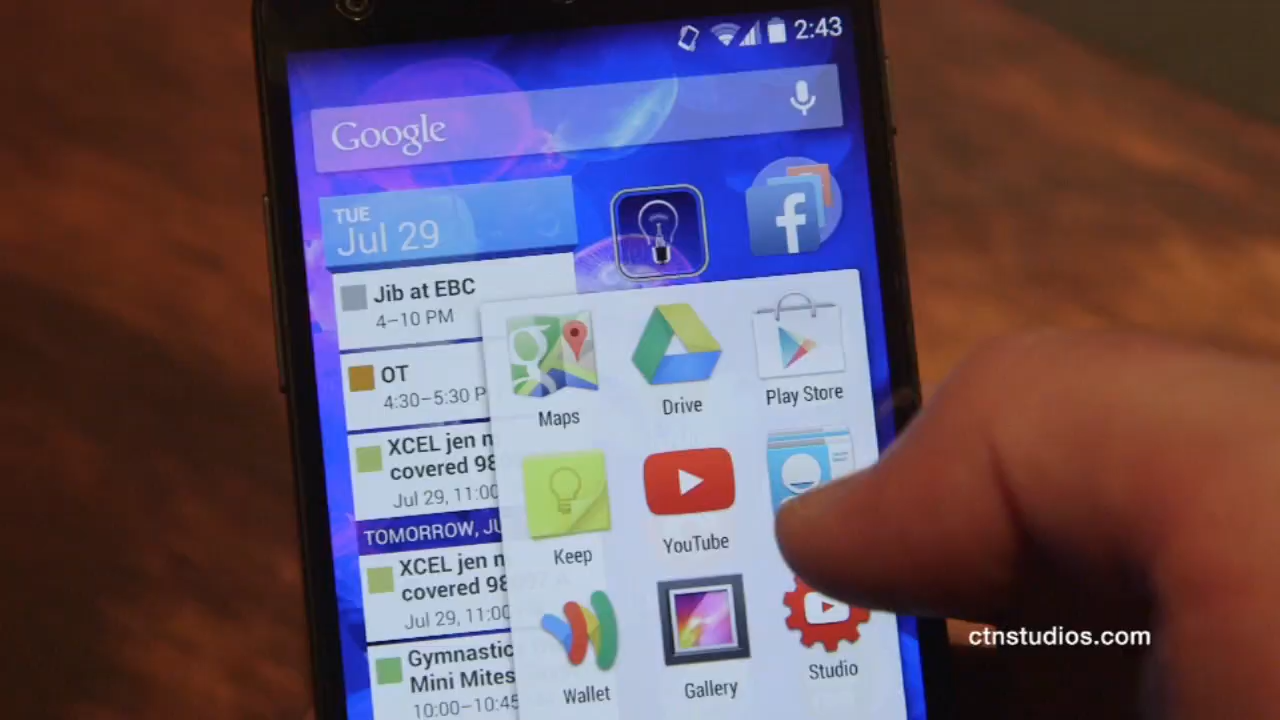 2:43
Google
TUE
Jul 29
f
Jib at EBC
4–10 PM
OT
4:30–5:30 P
XCEL jen n
covered 98
Jul 29, 11:00
TOMORROW, JU
XCEL jen n
covered 98
Jul 29, 11:00
Gymnastic
Mini Mites
10:00–10:45
g
Maps
Drive
Play Store
Keep
YouTube
Wallet
Gallery
Studio
ctnstudios.com